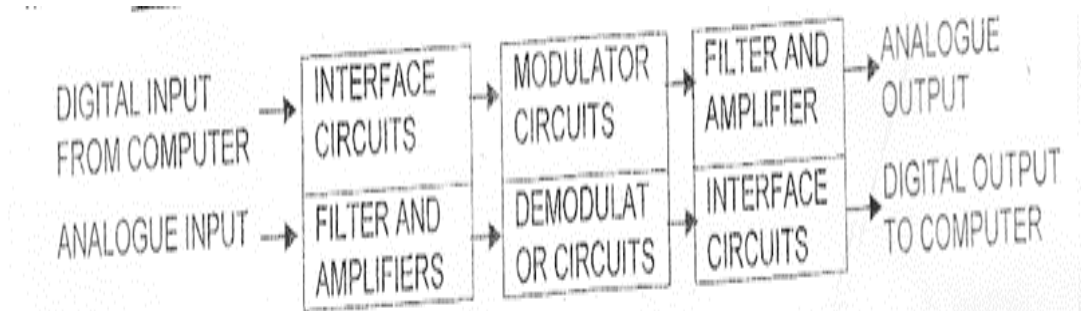 DIGITAL INPUT
FROM COMPUTER
INTERFACE
CIRCUITS
MODULATOR
CIRCUITS
FILTER AND
AMPLIFIER
ANALOGUE
OUTPUT
ANALOGUE INPUT
FILTER AND
AMPLIFIERS
DEMODULAT
OR CIRCUITS
INTERFACE
CIRCUITS
DIGITAL OUTPUT
TO COMPUTER